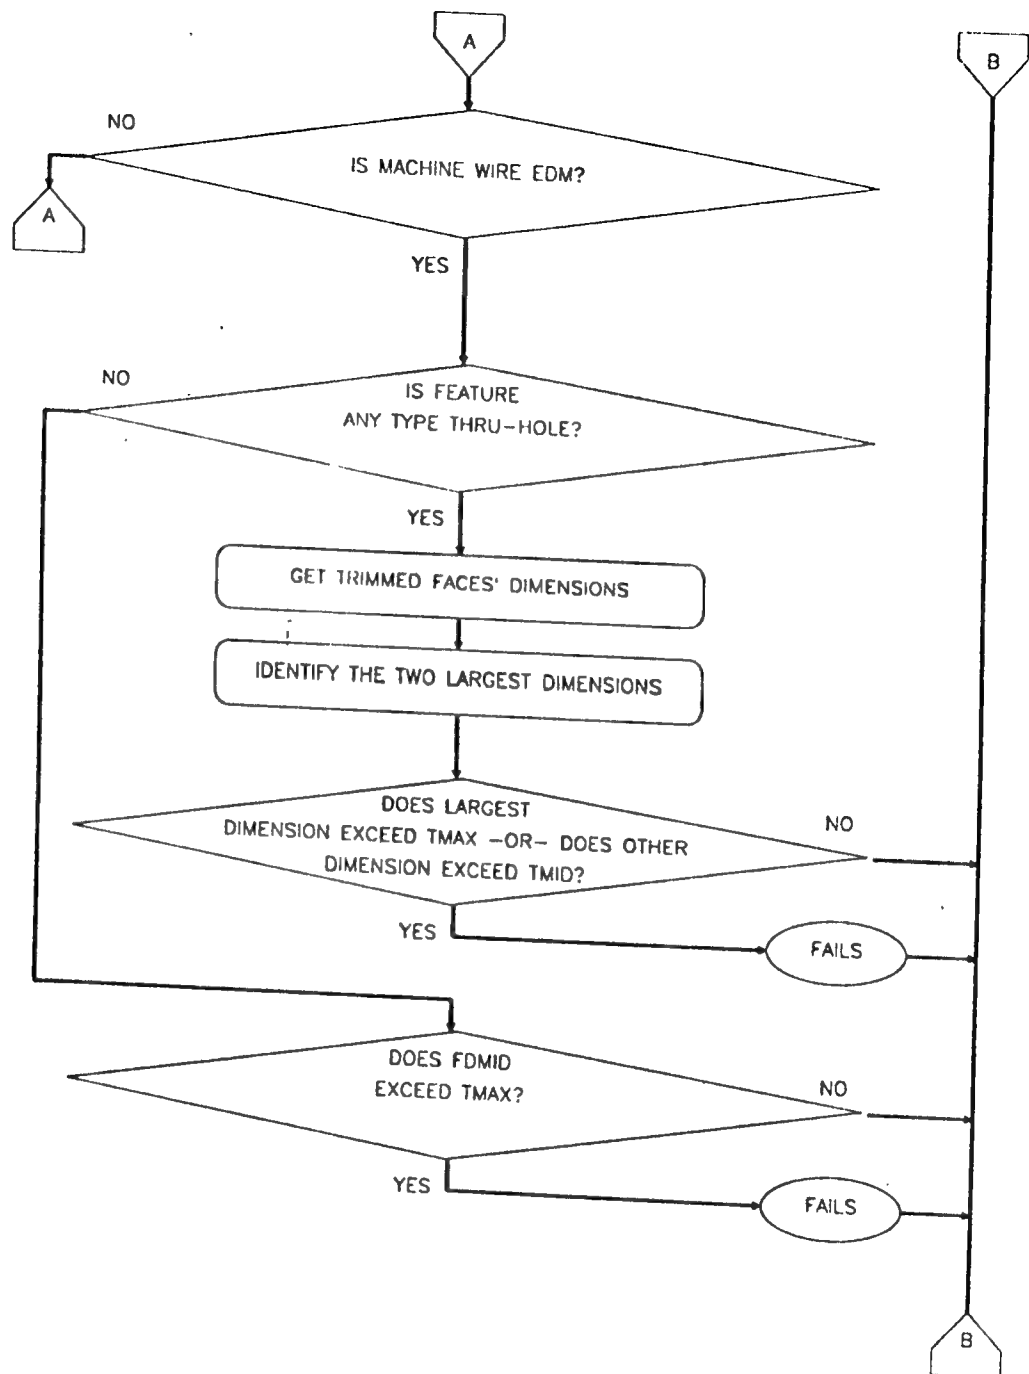 A
B
NO
IS MACHINE WIRE EDM?
A
YES
NO
IS FEATURE
ANY TYPE THRU-HOLE?
YES
GET TRIMMED FACES' DIMENSIONS
IDENTIFY THE TWO LARGEST DIMENSIONS
DOES LARGEST
DIMENSION EXCEED TMAX -OR- DOES OTHER
DIMENSION EXCEED TMID?
NO
YES
FAILS
DOES FDMID
EXCEED TMAX?
NO
YES
FAILS
B